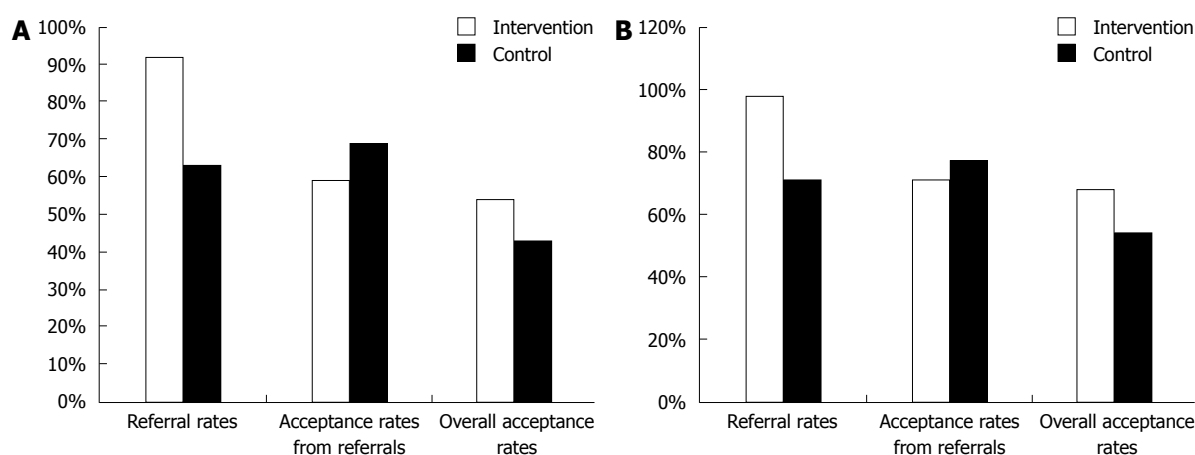 A
Intervention
Control
100%
90%
80%
70%
60%
50%
40%
30%
20%
10%
0%
Referral rates
Acceptance rates
from referrals
Overall acceptance
rates
B
Intervention
Control
120%
100%
80%
60%
40%
20%
0%
Referral rates
Acceptance rates
from referrals
Overall acceptance
rates